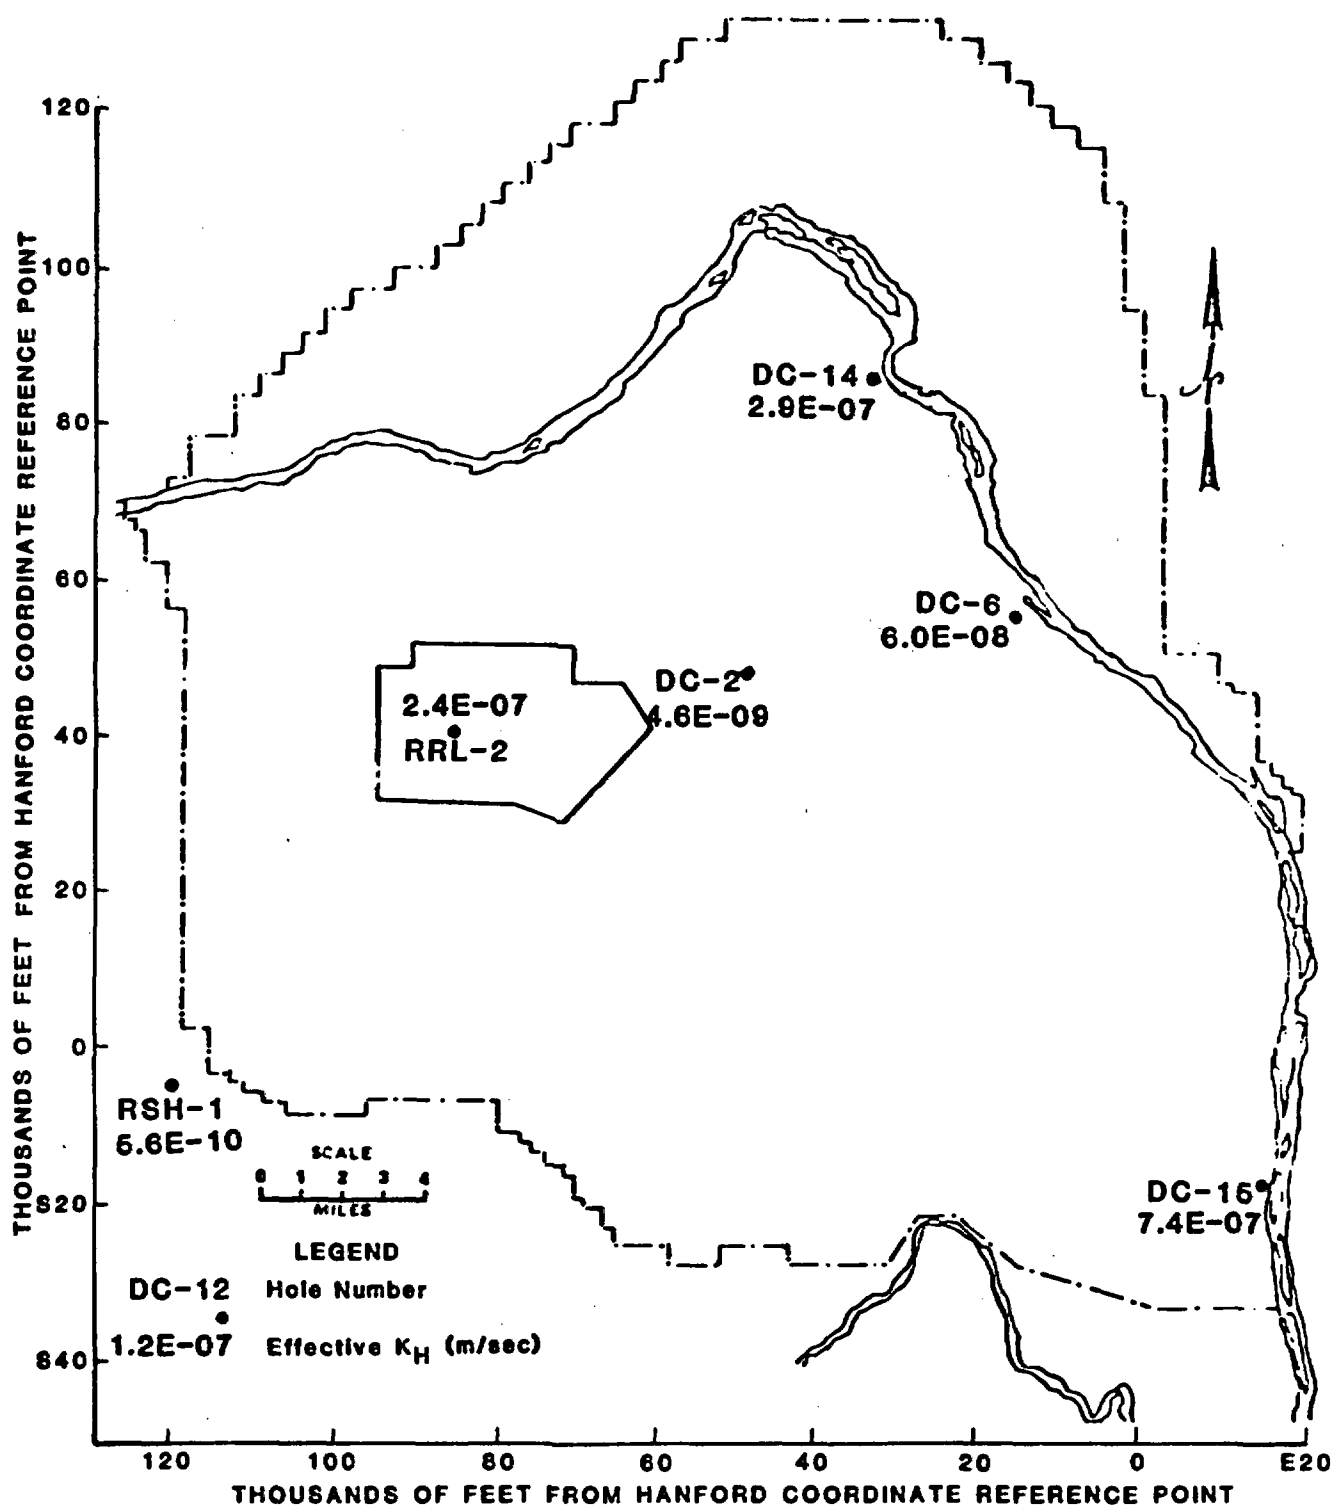 120
100
80
60
40
20
0
S20
S40
THOUSANDS OF FEET FROM HANFORD COORDINATE REFERENCE POINT
DC-14
2.9E-07
DC-6
6.0E-08
DC-2
4.6E-09
2.4E-07
RRL-2
RSH-1
5.6E-10
DC-15
7.4E-07
SCALE
0 1 2 3 4
MILES
LEGEND
DC-12 Hole Number
1.2E-07 Effective KH (m/sec)
120 100 80 60 40 20 0 E20
THOUSANDS OF FEET FROM HANFORD COORDINATE REFERENCE POINT